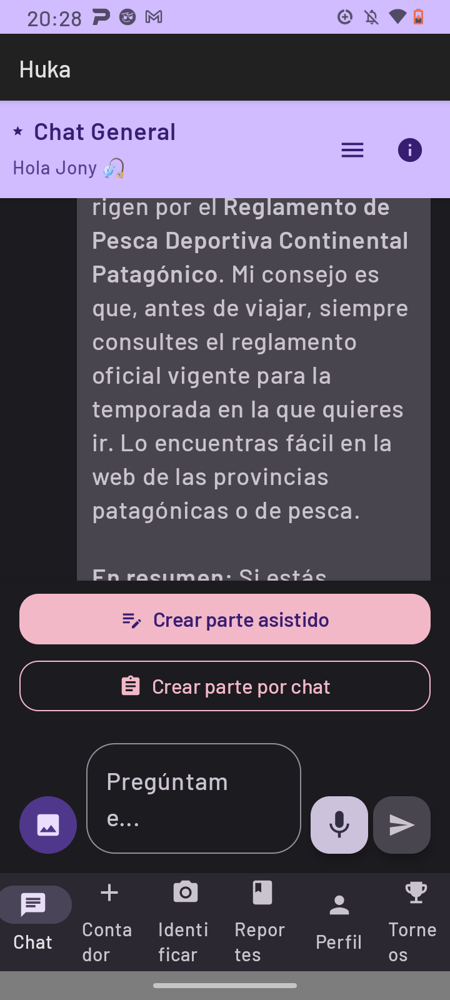 20:28
Huka
Chat General
Hola Jony
rigen por el Reglamento de
Pesca Deportiva Continental
Patagónico. Mi consejo es
que, antes de viajar, siempre
consultes el reglamento
oficial vigente para la
temporada en la que quieres
ir. Lo encuentras fácil en la
web de las provincias
patagónicas o de pesca.
En resumen: Si estás
Crear parte asistido
Crear parte por chat
Pregúntam
e...
Chat
Conta
dor
Identi
ficar
Repor
tes
Perfil
Torne
os